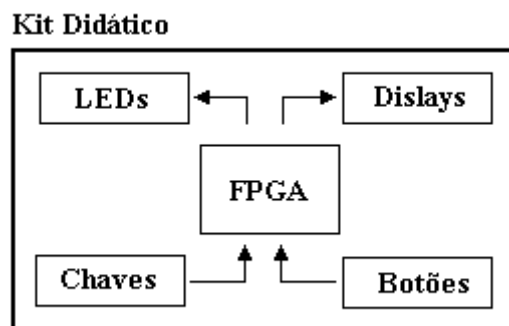 Kit Didático
LEDs
Dislays
FPGA
Chaves
Botões